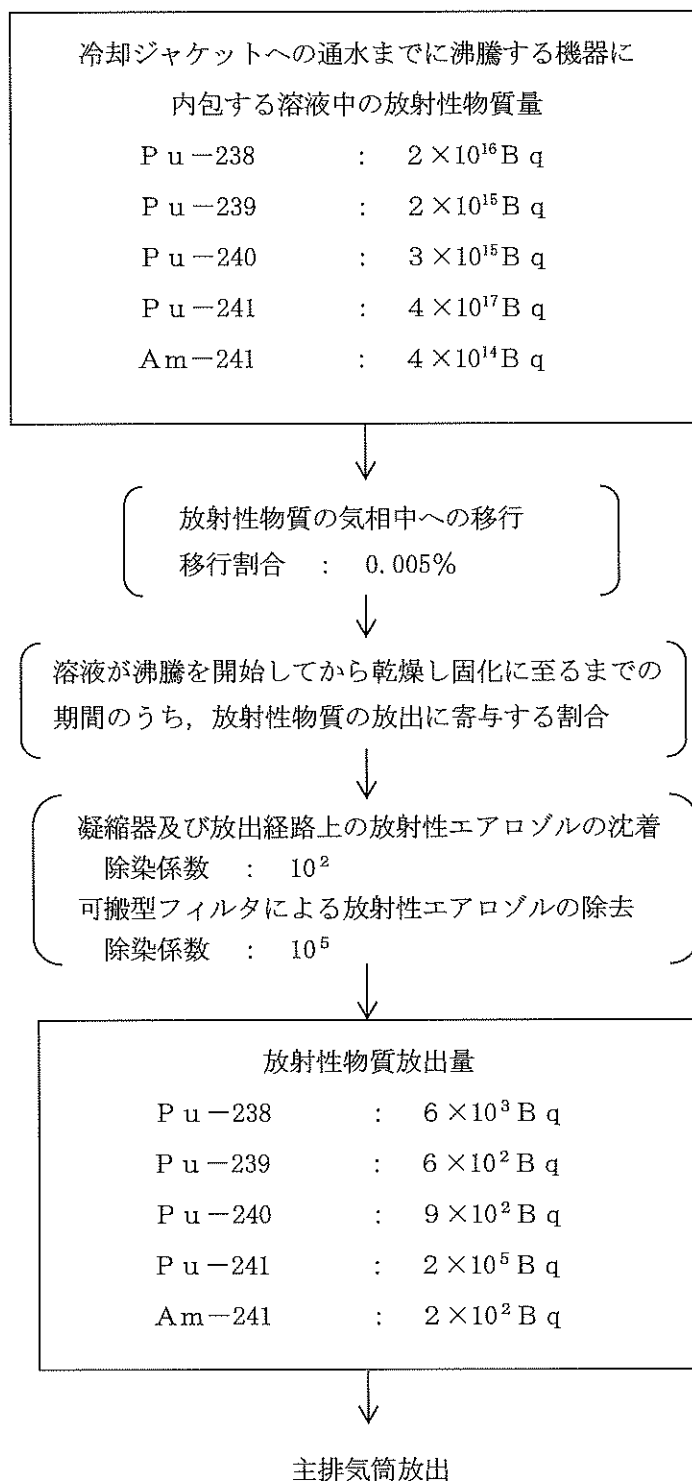 冷却ジャケットへの通水までに沸騰する機器に
内包する溶液中の放射性物質量
Ｐｕ－238 ： 2×10¹⁶Ｂｑ
Ｐｕ－239 ： 2×10¹⁵Ｂｑ
Ｐｕ－240 ： 3×10¹⁵Ｂｑ
Ｐｕ－241 ： 4×10¹⁷Ｂｑ
Ａｍ－241 ： 4×10¹⁴Ｂｑ
放射性物質の気相中への移行
移行割合 ： 0.005％
溶液が沸騰を開始してから乾燥し固化に至るまでの
期間のうち，放射性物質の放出に寄与する割合
凝縮器及び放出経路上の放射性エアロゾルの沈着
除染係数 ： 10²
可搬型フィルタによる放射性エアロゾルの除去
除染係数 ： 10⁵
放射性物質放出量
Ｐｕ－238 ： 6×10³Ｂｑ
Ｐｕ－239 ： 6×10²Ｂｑ
Ｐｕ－240 ： 9×10²Ｂｑ
Ｐｕ－241 ： 2×10⁵Ｂｑ
Ａｍ－241 ： 2×10²Ｂｑ
主排気筒放出